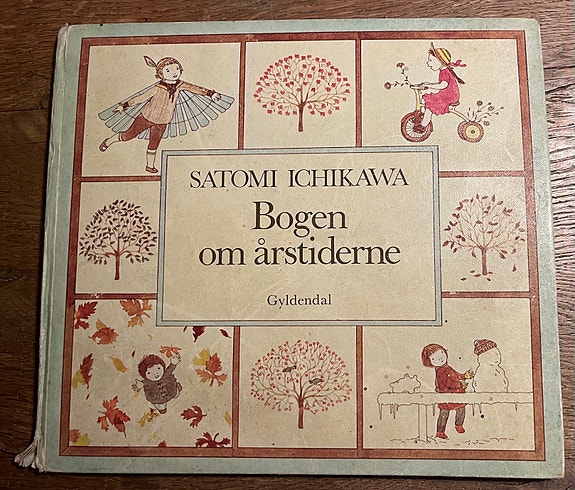 SATOMI ICHIKAWA
Bogen
om årstiderne
Gyldendal